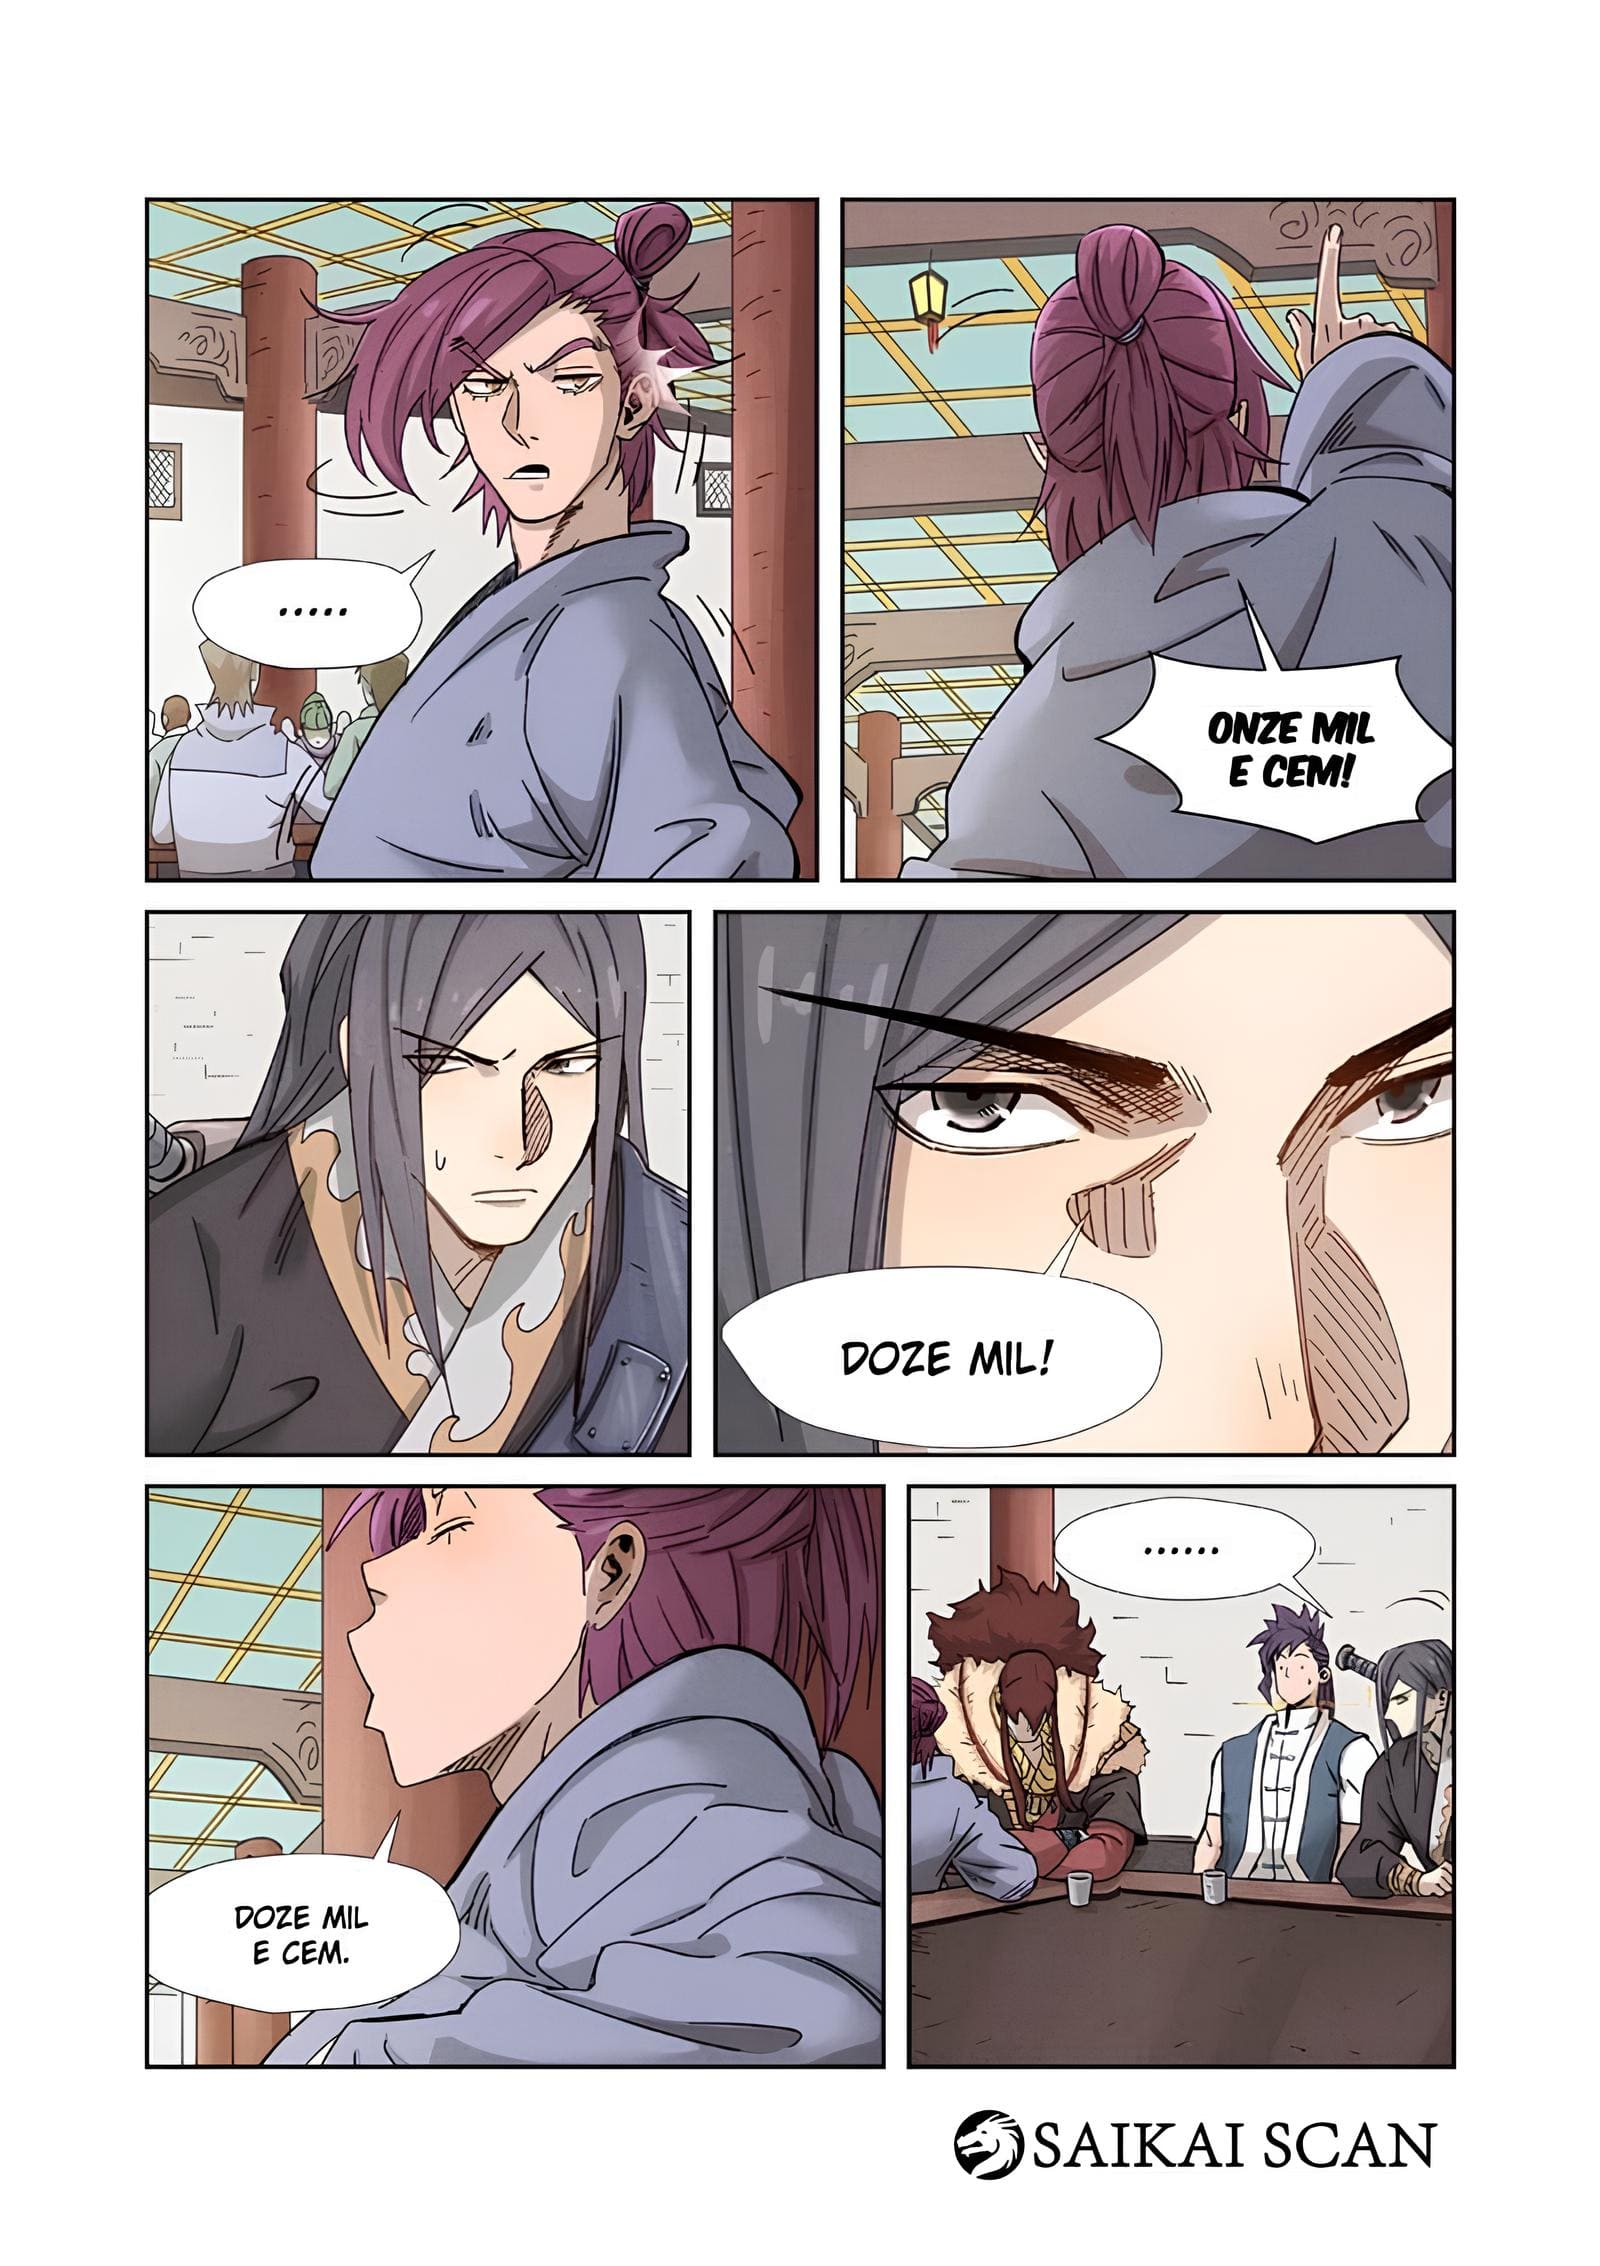 .....
ONZE MIL
E CEM!
DOZE MIL!
DOZE MIL
E CEM.
......
SAIKAI SCAN